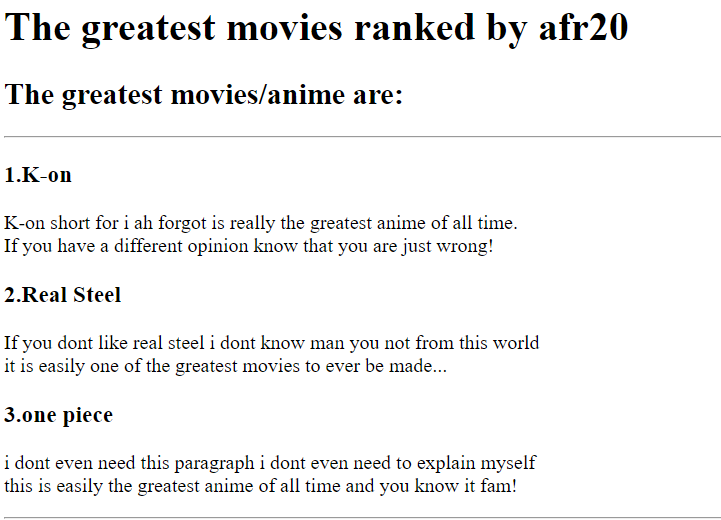 The greatest movies ranked by afr20
The greatest movies/anime are:
1.K-on
K-on short for i ah forgot is really the greatest anime of all time.
If you have a different opinion know that you are just wrong!
2.Real Steel
If you dont like real steel i dont know man you not from this world
it is easily one of the greatest movies to ever be made...
3.one piece
i dont even need this paragraph i dont even need to explain myself
this is easily the greatest anime of all time and you know it fam!